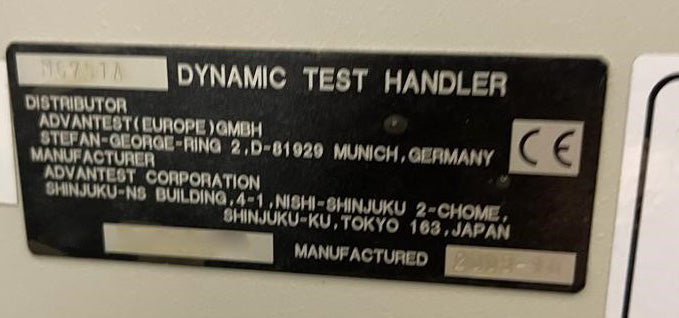 M6751A DYNAMIC TEST HANDLER
DISTRIBUTOR
ADVANTEST(EUROPE)GMBH
STEFAN-GEORGE-RING 2,D-81929 MUNICH,GERMANY
CE
MANUFACTURER
ADVANTEST CORPORATION
SHINJUKU-NS BUILDING,4-1,NISHI-SHINJUKU 2-CHOME,
SHINJUKU-KU,TOKYO 163,JAPAN
MANUFACTURED